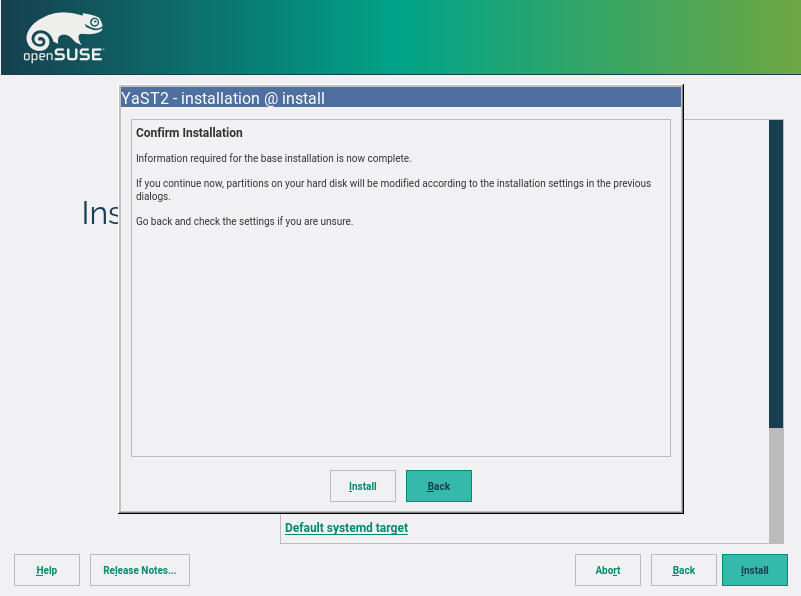 openSUSE
YaST2 - installation @ install
Confirm Installation
Information required for the base installation is now complete.
If you continue now, partitions on your hard disk will be modified according to the installation settings in the previous
dialogs.
Go back and check the settings if you are unsure.
Ins
Install
Back
Default systemd target
Help
Release Notes...
Abort
Back
Install